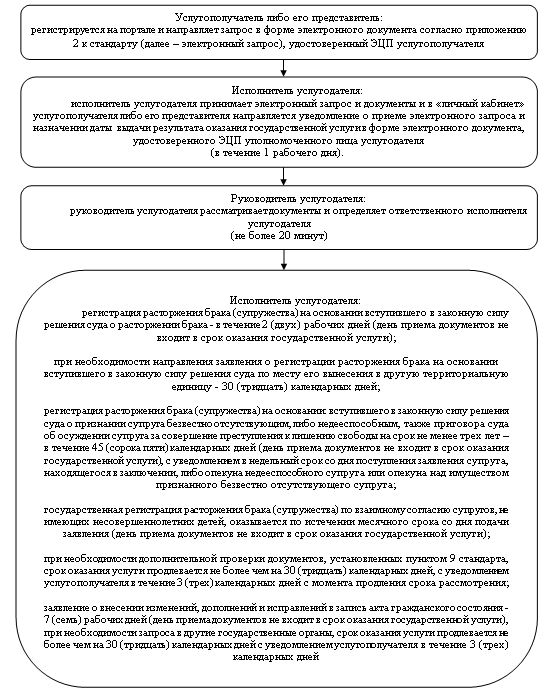 Услугополучатель либо его представитель:
регистрируется на портале и направляет запрос в форме электронного документа согласно приложению
2 к стандарту (далее – электронный запрос), удостоверенный ЭЦП услугополучателя
Исполнитель услугодателя:
исполнитель услугодателя принимает электронный запрос и документы и в «личный кабинет»
услугополучателя либо его представителя направляется уведомление о приеме электронного запроса и
назначении даты выдачи результата оказания государственной услуги в форме электронного документа,
удостоверенного ЭЦП уполномоченного лица услугодателя
(в течение 1 рабочего дня).
Руководитель услугодателя:
руководитель услугодателя рассматривает документы и определяет ответственного исполнителя
услугодателя
(не более 20 минут)
Исполнитель услугодателя:
регистрация расторжения брака (супружества) на основании вступившего в законную силу
решения суда о расторжении брака - в течение 2 (двух) рабочих дней (день приема документов не
входит в срок оказания государственной услуги);
при необходимости направления заявления о регистрации расторжения брака на основании
вступившего в законную силу решения суда по месту его вынесения в другую территориальную
единицу - 30 (тридцать) календарных дней;
регистрация расторжения брака (супружества) на основании вступившего в законную силу решения
суда о признании супруга безвестно отсутствующим, либо недееспособным, также приговора суда
об осуждении супруга за совершение преступления к лишению свободы на срок не менее трех лет –
в течение 45 (сорока пяти) календарных дней (день приема документов не входит в срок оказания
государственной услуги), с уведомлением в недельный срок со дня поступления заявления супруга,
находящегося в заключении, либо опекуна недееспособного супруга или опекуна над имуществом
признанного безвестно отсутствующего супруга;
государственная регистрация расторжения брака (супружества) по взаимному согласию супругов, не
имеющих несовершеннолетних детей, оказывается по истечении месячного срока со дня подачи
заявления (день приема документов не входит в срок оказания государственной услуги);
при необходимости дополнительной проверки документов, установленных пунктом 9 стандарта,
срок оказания услуги продлевается не более чем на 30 (тридцать) календарных дней, с уведомлением
услугополучателя в течение 3 (трех) календарных дней с момента продления срока рассмотрения;
заявление о внесении изменений, дополнений и исправлений в запись акта гражданского состояния -
7 (семь) рабочих дней (день приема документов не входит в срок оказания государственной услуги),
при необходимости запроса в другие государственные органы, срок оказания услуги продлевается не
более чем на 30 (тридцать) календарных дней с уведомлением услугополучателя в течение 3 (трех)
календарных дней